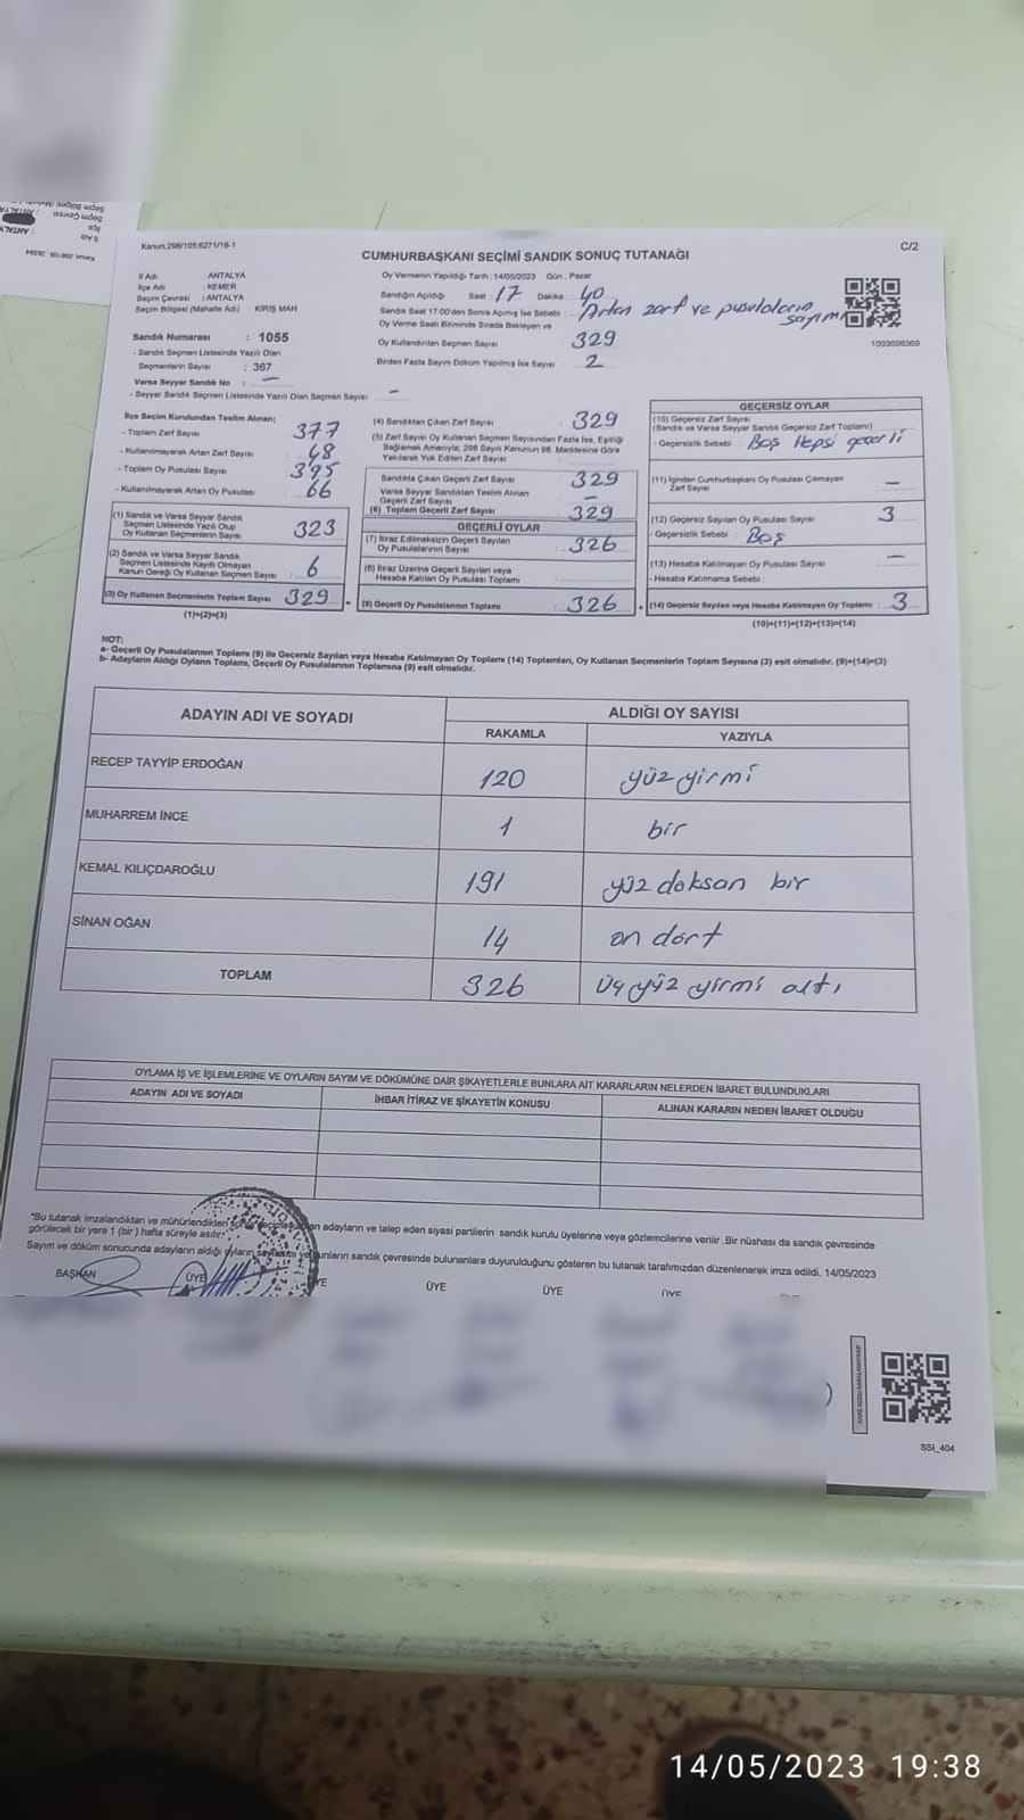 Kanun:298/105;6271/18-1
C/2
CUMHURBAŞKANI SEÇİMİ SANDIK SONUÇ TUTANAĞI
İl Adı : ANTALYA
İlçe Adı : KEMER
Seçim Çevresi : ANTALYA
Seçim Bölgesi (Mahalle Adı) : KİRİŞ MAH
Sandık Numarası : 1055
- Sandık Seçmen Listesinde Yazılı Olan
Seçmenlerin Sayısı : 367
Varsa Seyyar Sandık No : –
- Seyyar Sandık Seçmen Listesinde Yazılı Olan Seçmen Sayısı –
Oy Vermenin Yapıldığı Tarih : 14/05/2023 Gün : Pazar
Sandığın Açıldığı Saat : 17 Dakika : 40
Sandık Saat 17:00'den Sonra Açılmış İse Sebebi : Artan zarf ve pusulaların sayımı
Oy Verme Saati Bitiminde Sırada Bekleyen ve
Oy Kullandırılan Seçmen Sayısı 329
Birden Fazla Sayım Döküm Yapılmış İse Sayısı 2
1003006360
İlçe Seçim Kurulundan Teslim Alınan;
- Toplam Zarf Sayısı 377
- Kullanılmayarak Artan Zarf Sayısı 48
- Toplam Oy Pusulası Sayısı 395
- Kullanılmayarak Artan Oy Pusulası 66
(1) Sandık ve Varsa Seyyar Sandık
Seçmen Listesinde Yazılı Olup
Oy Kullanan Seçmenlerin Sayısı 323
(2) Sandık ve Varsa Seyyar Sandık
Seçmen Listesinde Kayıtlı Olmayan
Kanun Gereği Oy Kullanan Seçmen Sayısı 6
(3) Oy Kullanan Seçmenlerin Toplam Sayısı 329
(1)+(2)=(3)
(4) Sandıktan Çıkan Zarf Sayısı 329
(5) Zarf Sayısı Oy Kullanan Seçmen Sayısından Fazla İse, Eşitliği
Sağlamak Amacıyla; 298 Sayılı Kanunun 98. Maddesine Göre
Yakılarak Yok Edilen Zarf Sayısı
Sandıkta Çıkan Geçerli Zarf Sayısı 329
Varsa Seyyar Sandıktan Teslim Alınan
Geçerli Zarf Sayısı –
(6) Toplam Geçerli Zarf Sayısı 329
GEÇERLİ OYLAR
(7) İtiraz Edilmeksizin Geçerli Sayılan
Oy Pusulalarının Sayısı 326
(8) İtiraz Üzerine Geçerli Sayılan veya
Hesaba Katılan Oy Pusulası Toplamı
(9) Geçerli Oy Pusulalarının Toplamı 326
GEÇERSİZ OYLAR
(10) Geçersiz Zarf Sayısı
(Sandık ve Varsa Seyyar Sandık Geçersiz Zarf Toplamı)
- Geçersizlik Sebebi : Boş Hepsi geçerli
(11) İçinden Cumhurbaşkanı Oy Pusulası Çıkmayan
Zarf Sayısı –
(12) Geçersiz Sayılan Oy Pusulası Sayısı 3
- Geçersizlik Sebebi : Boş
(13) Hesaba Katılmayan Oy Pusulası Sayısı –
- Hesaba Katılmama Sebebi :
(14) Geçersiz Sayılan veya Hesaba Katılmayan Oy Toplamı : 3
(10)+(11)+(12)+(13)=(14)
NOT:
a- Geçerli Oy Pusulalarının Toplamı (9) ile Geçersiz Sayılan veya Hesaba Katılmayan Oy Toplamı (14) Toplamları, Oy Kullanan Seçmenlerin Toplam Sayısına (3) eşit olmalıdır. (9)+(14)=(3)
b- Adayların Aldığı Oyların Toplamı, Geçerli Oy Pusulalarının Toplamına (9) eşit olmalıdır.
ADAYIN ADI VE SOYADI
ALDIĞI OY SAYISI
RAKAMLA YAZIYLA
RECEP TAYYİP ERDOĞAN 120 yüz yirmi
MUHARREM İNCE 1 bir
KEMAL KILIÇDAROĞLU 191 yüz doksan bir
SİNAN OĞAN 14 on dört
TOPLAM 326 üç yüz yirmi altı
OYLAMA İŞ VE İŞLEMLERİNE VE OYLARIN SAYIM VE DÖKÜMÜNE DAİR ŞİKAYETLERLE BUNLARA AİT KARARLARIN NELERDEN İBARET BULUNDUKLARI
ADAYIN ADI VE SOYADI İHBAR İTİRAZ VE ŞİKAYETİN KONUSU ALINAN KARARIN NEDEN İBARET OLDUĞU
"Bu tutanak imzalandıktan ve mühürlendikten adayların ve talep eden siyasi partilerin sandık kurulu üyelerine veya gözlemcilerine verilir .Bir nüshası da sandık çevresinde
görülecek bir yere 1 (bir) hafta süreyle asılır."
Sayım ve döküm sonucunda adayların aldığı oyların sandık çevresinde bulunanlara duyurulduğunu gösteren bu tutanak tarafımızdan düzenlenerek imza edildi. 14/05/2023
BAŞKAN ÜYE ÜYE ÜYE ÜYE
SSI_404
14/05/2023 19:38